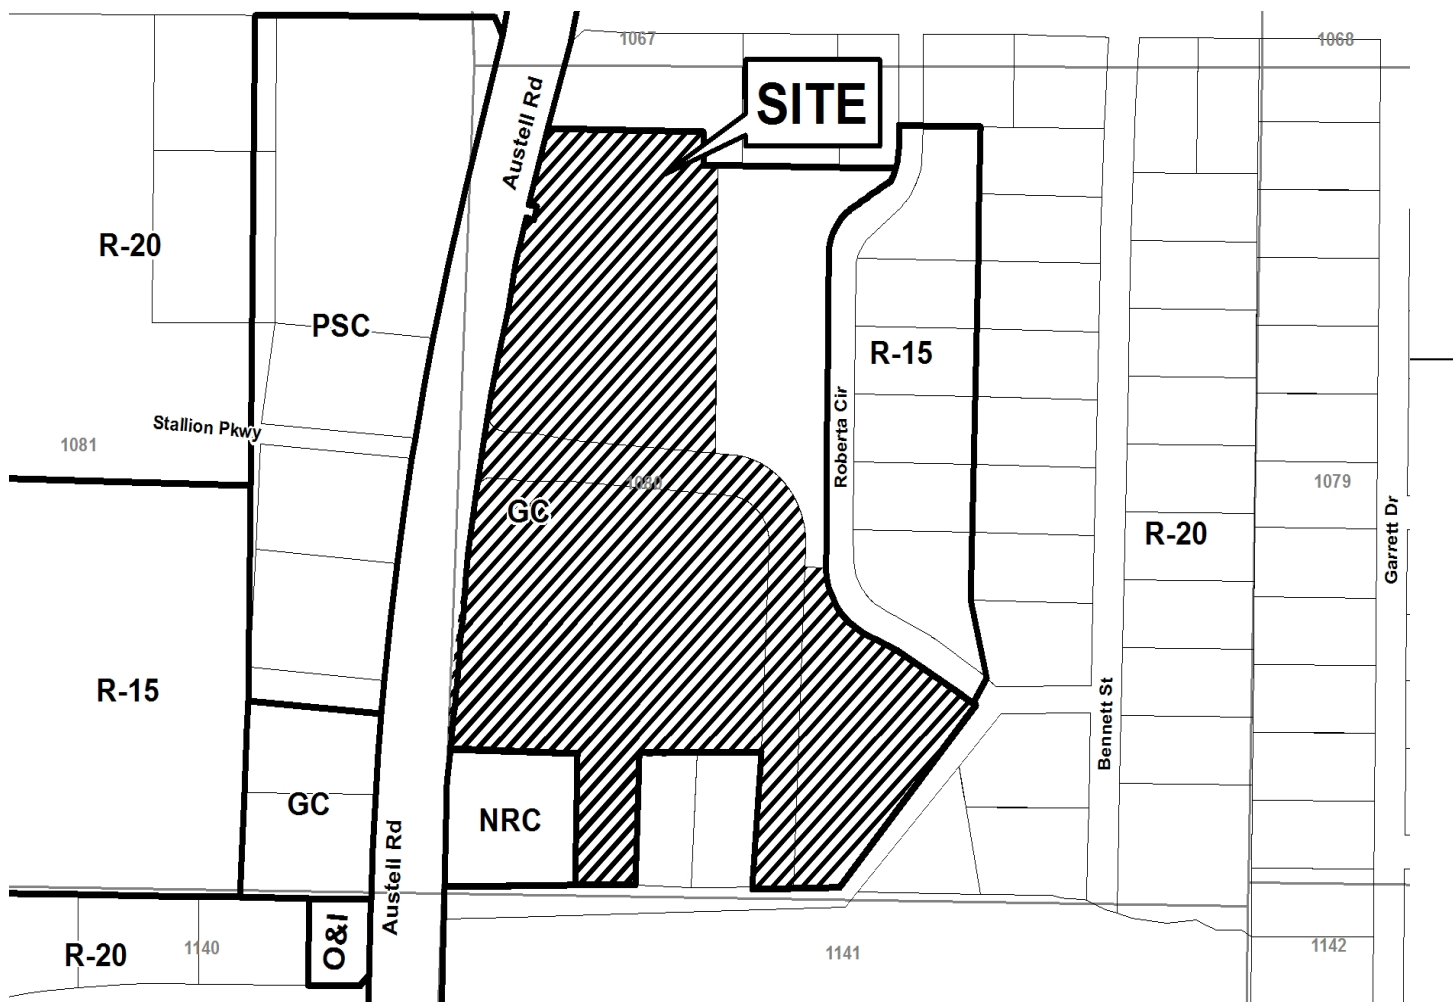 1067
1068
SITE
Austell Rd
R-20
PSC
R-15
Roberta Cir
Stallion Pkwy
1081
1080
1079
GC
R-20
Garrett Dr
R-15
Bennett St
GC
NRC
Austell Rd
O&I
R-20
1140
1141
1142